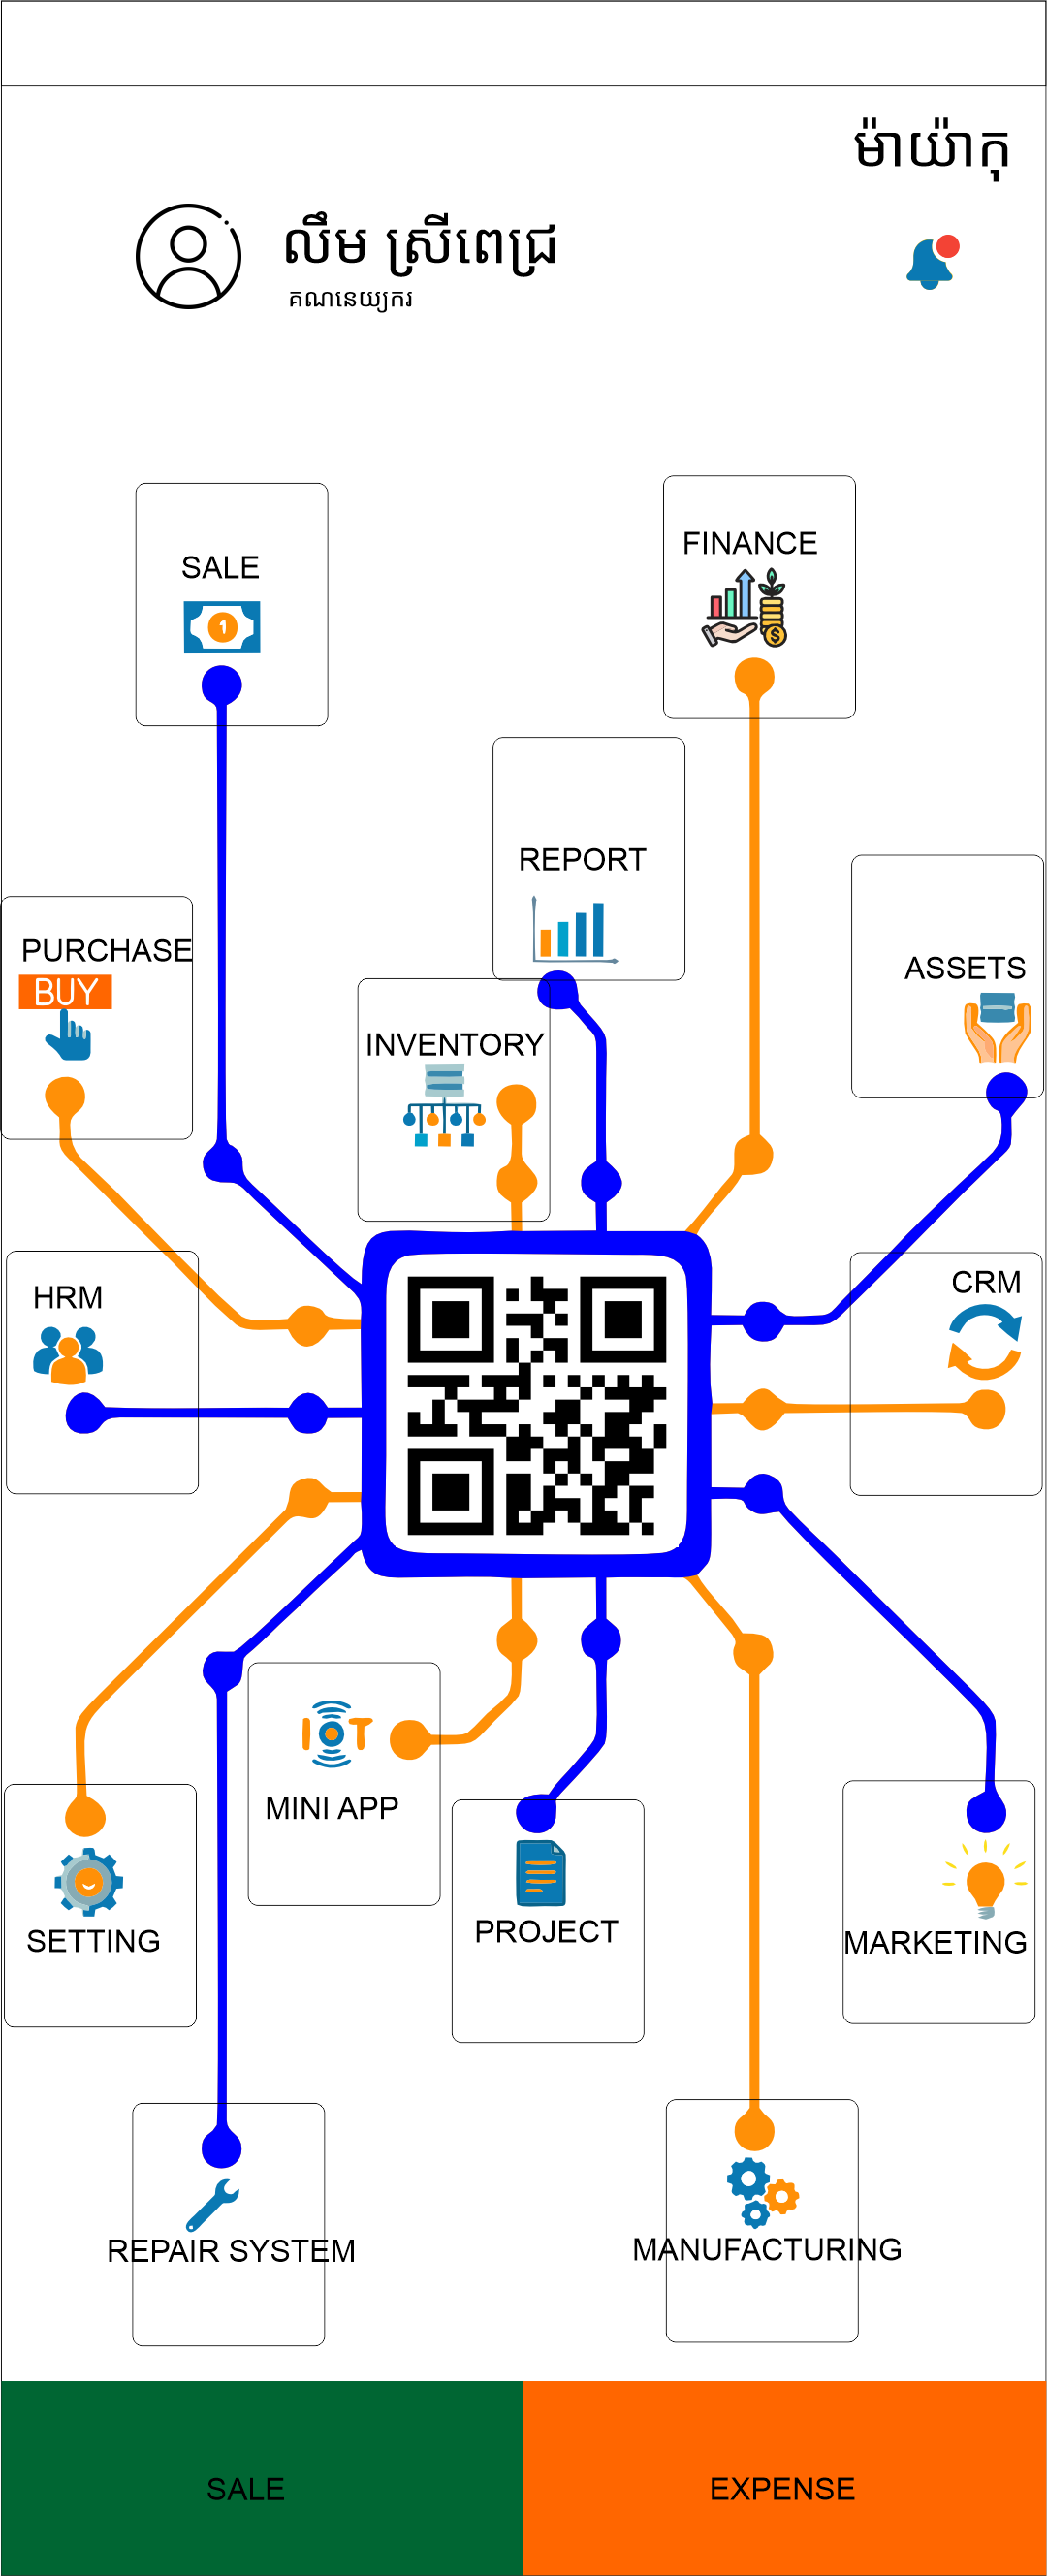 ម៉ាយ៉ាកុ
លឹម ស្រីពេជ្រ
គណនេយ្យករ
FINANCE
SALE
REPORT
PURCHASE
BUY
ASSETS
INVENTORY
CRM
HRM
IOT
MINI APP
PROJECT
SETTING
MARKETING
REPAIR SYSTEM
MANUFACTURING
SALE
EXPENSE